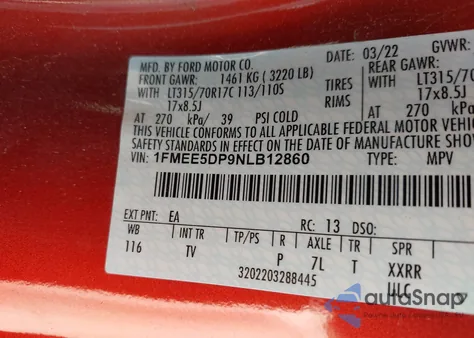 MFD. BY FORD MOTOR CO.
03/22 GVWR:
FRONT GAWR: 1461 KG (3220 LB) REAR GAWR:
WITH LT315/70R17C 113/110S TIRES LT315/70
17x8.5J RIMS 17x8.5J
AT 270 kPa/ 39 PSI COLD AT 270
THIS VEHICLE CONFORMS TO ALL APPLICABLE FEDERAL MOTOR VEHIC
SAFETY STANDARDS IN EFFECT ON THE DATE OF MANUFACTURE SHOWN
VIN: 1FMEE5DP9NLB12860 TYPE: MPV
EXT PNT: EA RC: 13 DSO:
WB INT TR TP/PS R AXLE TR SPR
116 TV P 7L T XXRR
3202203288445
autoSnap